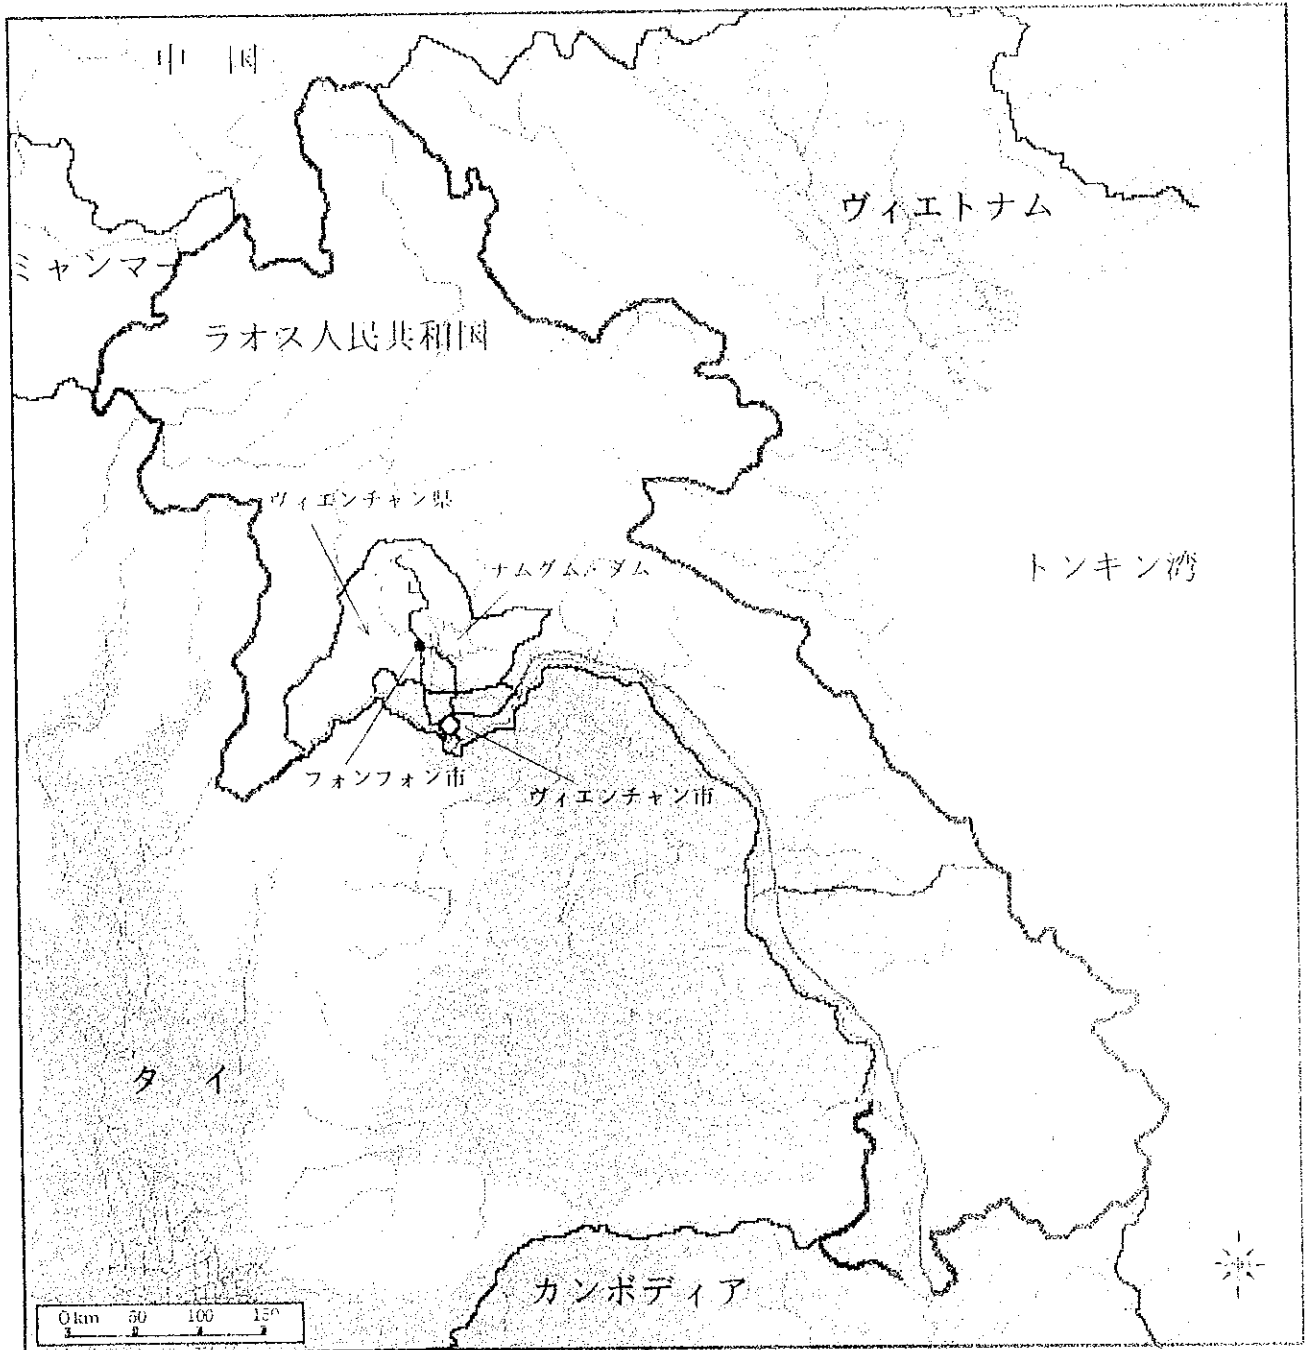 中 国
ヴィエトナム
ミャンマー
ラオス人民共和国
ヴィエンチャン県
ナムグム・ダム
トンキン湾
フォンフォン市
ヴィエンチャン市
タ イ
カンボディア
0km 50 100 150